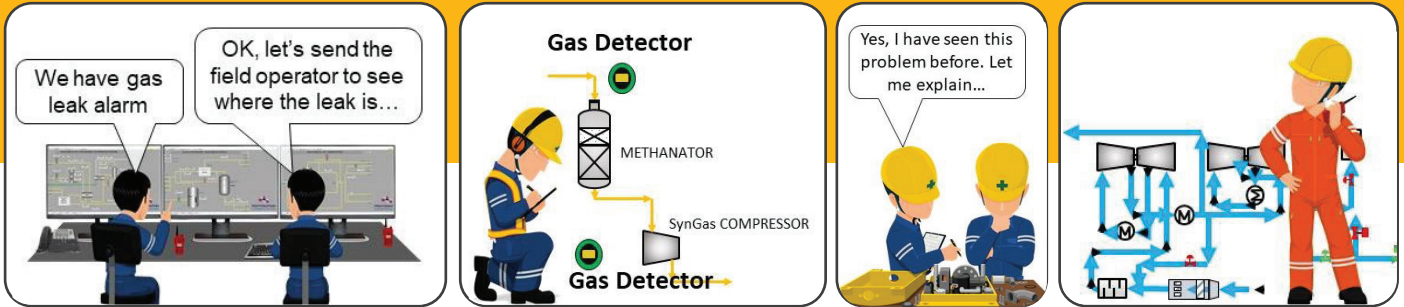 We have gas
leak alarm
OK, let's send the
field operator to see
where the leak is...
Gas Detector
METHANATOR
SynGas COMPRESSOR
Gas Detector
Yes, I have seen this
problem before. Let
me explain...
M
M